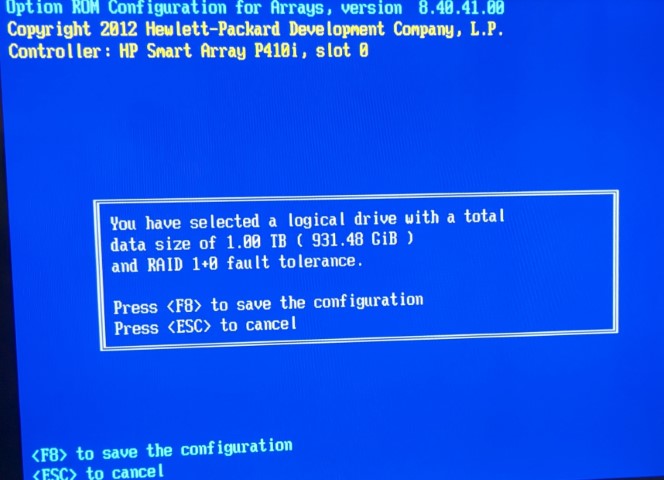 Option ROM Configuration for Arrays, version 8.40.41.00
Copyright 2012 Hewlett-Packard Development Company, L.P.
Controller: HP Smart Array P410i, slot 0
You have selected a logical drive with a total
data size of 1.00 TB ( 931.48 GiB )
and RAID 1+0 fault tolerance.
Press <F8> to save the configuration
Press <ESC> to cancel
<F8> to save the configuration
<ESC> to cancel